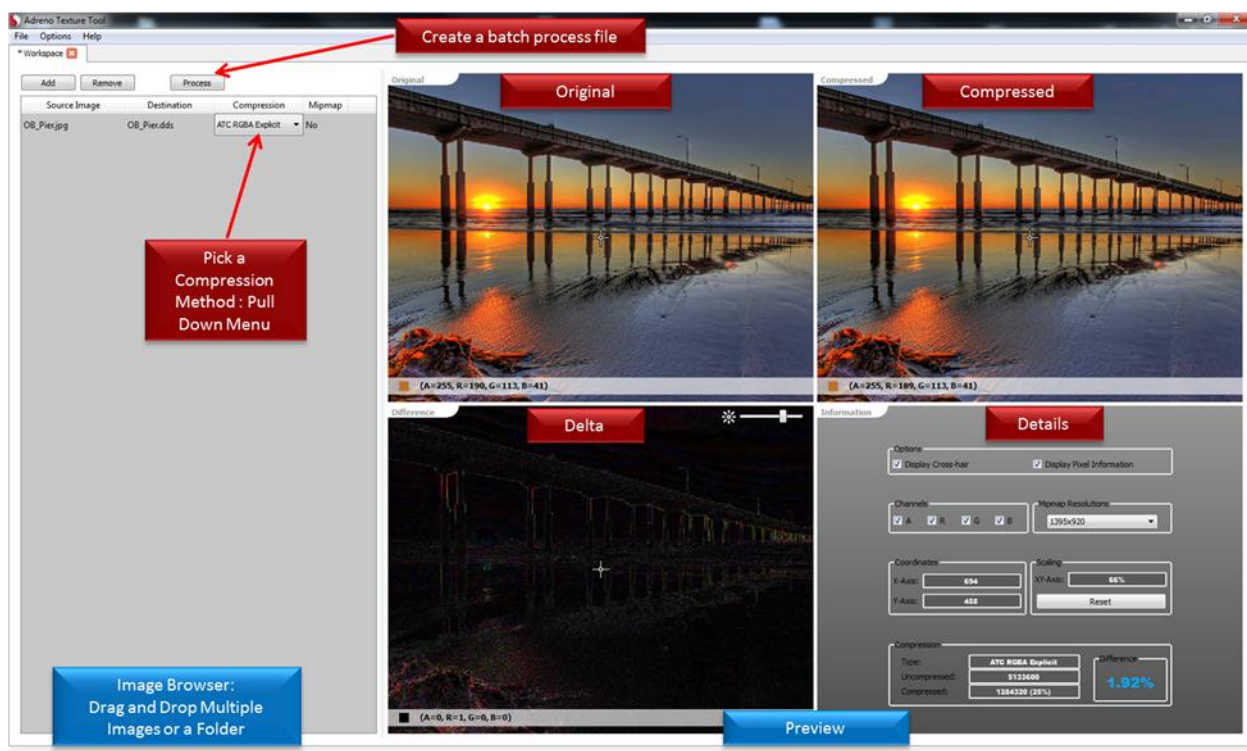 Adreno Texture Tool
File Options Help
* Workspace
Create a batch process file
Add Remove Process
Source Image Destination Compression Mipmap
OB_Pier.jpg OB_Pier.dds ATC RGBA Explicit No
Pick a
Compression
Method : Pull
Down Menu
Image Browser:
Drag and Drop Multiple
Images or a Folder
Original
Original
(A=255, R=190, G=113, B=41)
Compressed
Compressed
(A=255, R=189, G=113, B=41)
Difference
Delta
(A=0, R=1, G=0, B=0)
Information
Details
Options
Display Cross-hair Display Pixel Information
Channels
A R G B
Mipmap Resolutions
1395x920
Coordinates
X-Axis: 694
Y-Axis: 458
Scaling
XY-Axis: 66%
Reset
Compression
Type: ATC RGBA Explicit
Uncompressed: 5133600
Compressed: 1284320 (25%)
Difference
1.92%
Preview